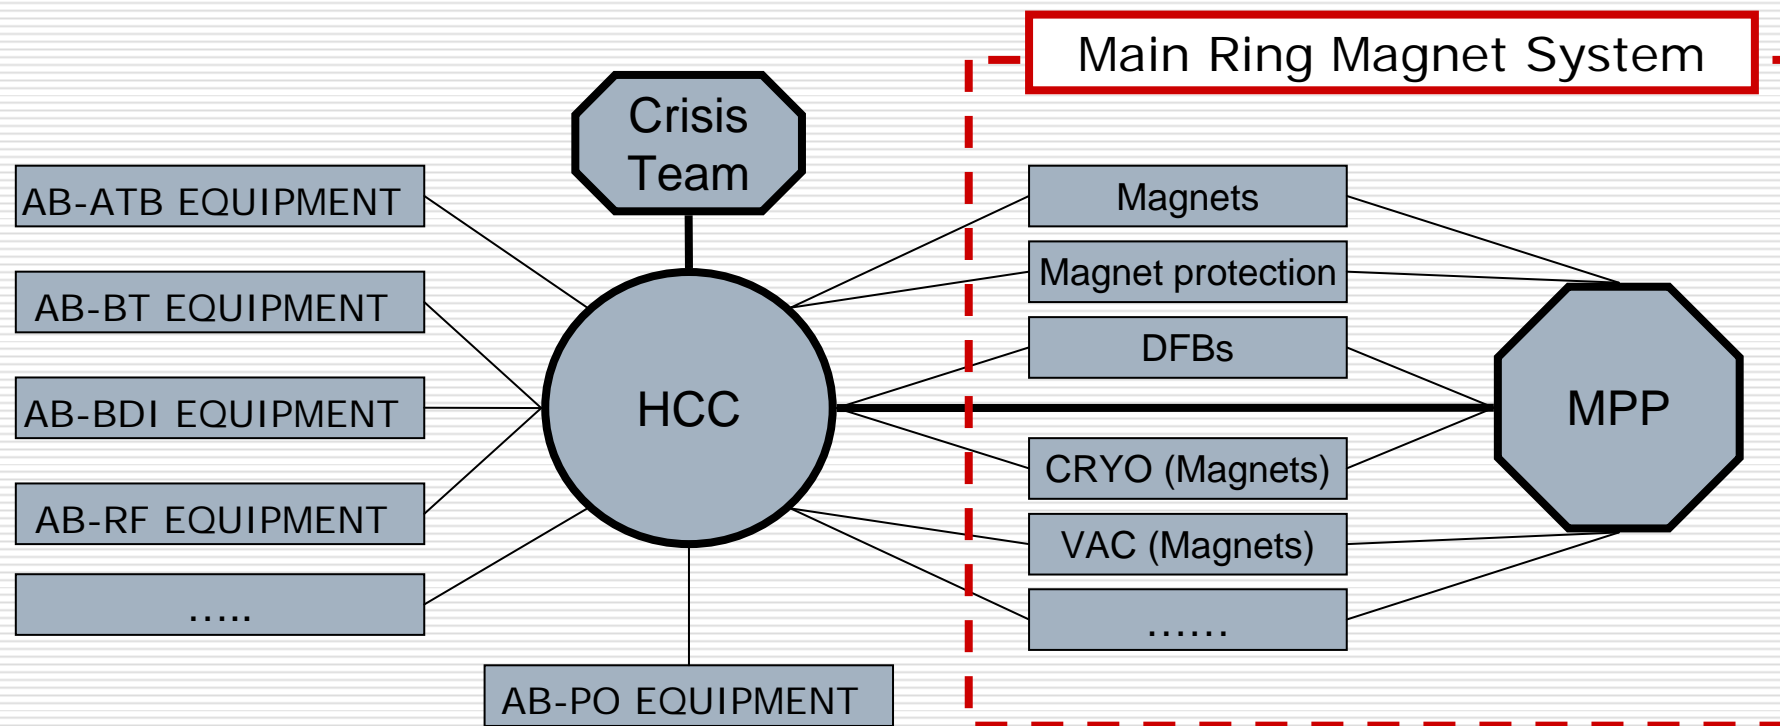 Main Ring Magnet System
Crisis
Team
AB-ATB EQUIPMENT
AB-BT EQUIPMENT
AB-BDI EQUIPMENT
AB-RF EQUIPMENT
…..
AB-PO EQUIPMENT
HCC
Magnets
Magnet protection
DFBs
CRYO (Magnets)
VAC (Magnets)
……
MPP